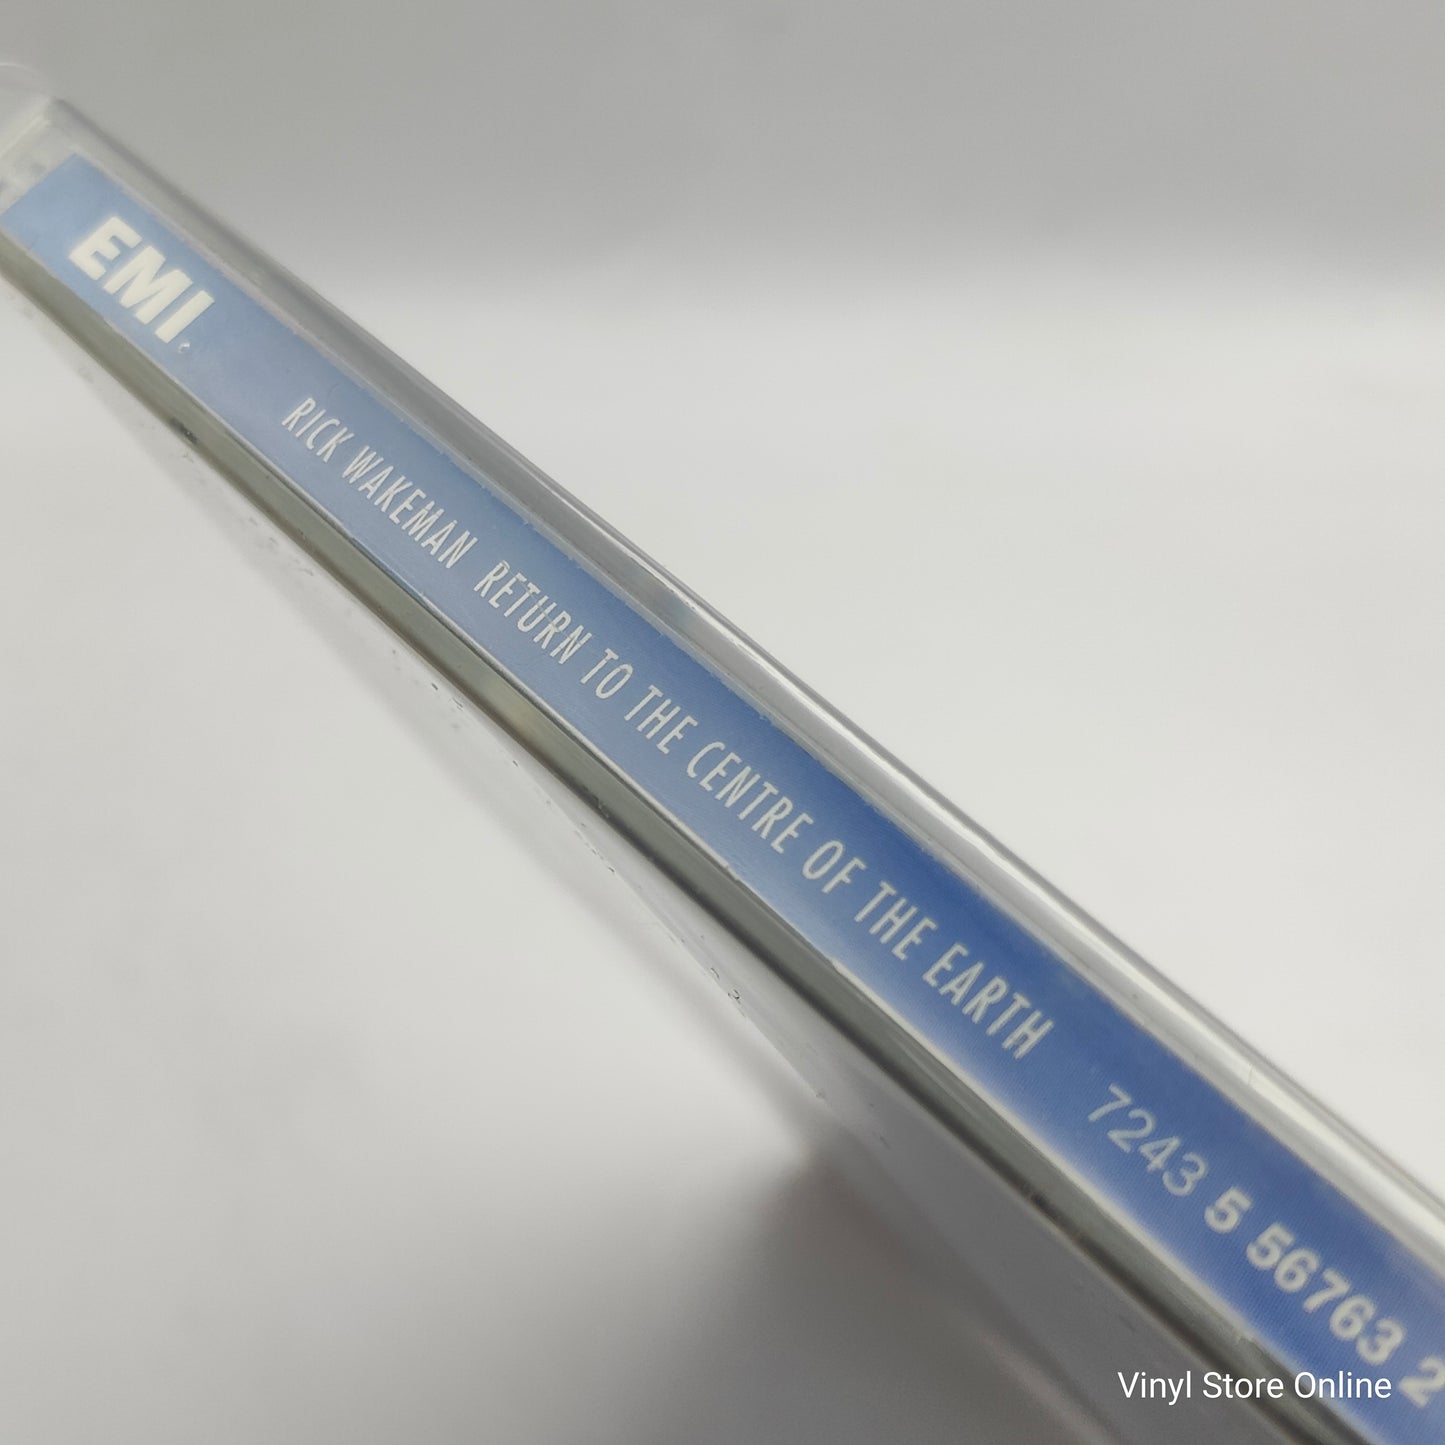 EMI
RICK WAKEMAN RETURN TO THE CENTRE OF THE EARTH 7243 5 56763 2
Vinyl Store Online